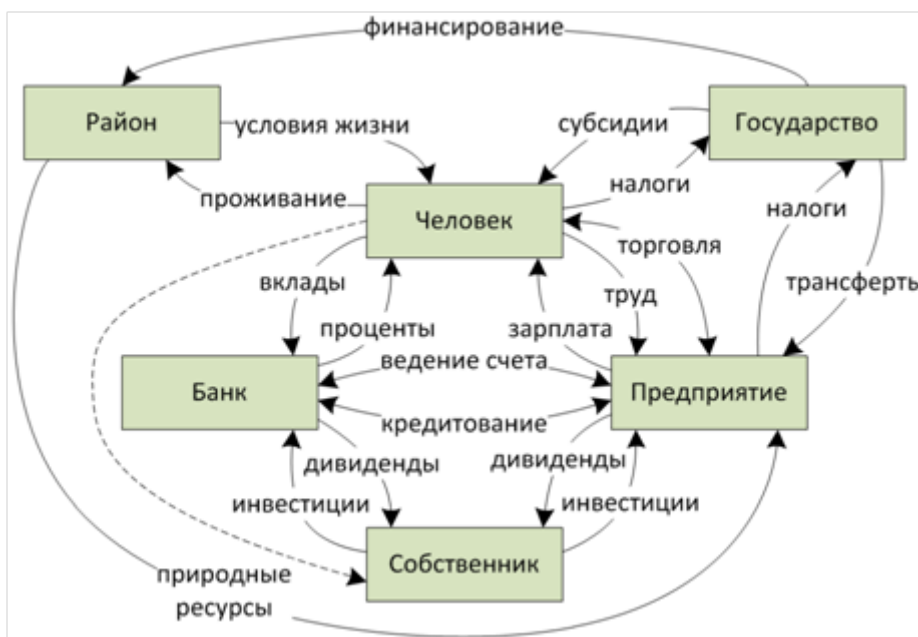 финансирование
Район
условия жизни
субсидии
Государство
проживание
Человек
налоги
налоги
торговля
вклады
труд
трансферты
проценты
зарплата
ведение счета
Банк
Предприятие
кредитование
дивиденды
дивиденды
инвестиции
инвестиции
Собственник
природные
ресурсы